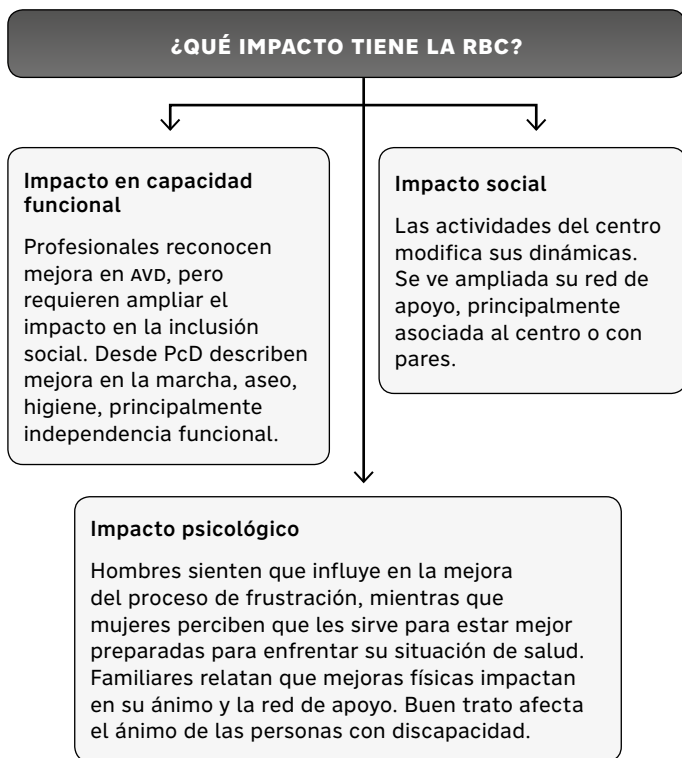 ¿QUÉ IMPACTO TIENE LA RBC?
Impacto en capacidad
funcional
Profesionales reconocen
mejora en AVD, pero
requieren ampliar el
impacto en la inclusión
social. Desde PcD describen
mejora en la marcha, aseo,
higiene, principalmente
independencia funcional.
Impacto social
Las actividades del centro
modifica sus dinámicas.
Se ve ampliada su red de
apoyo, principalmente
asociada al centro o con
pares.
Impacto psicológico
Hombres sienten que influye en la mejora
del proceso de frustración, mientras que
mujeres perciben que les sirve para estar mejor
preparadas para enfrentar su situación de salud.
Familiares relatan que mejoras físicas impactan
en su ánimo y la red de apoyo. Buen trato afecta
el ánimo de las personas con discapacidad.